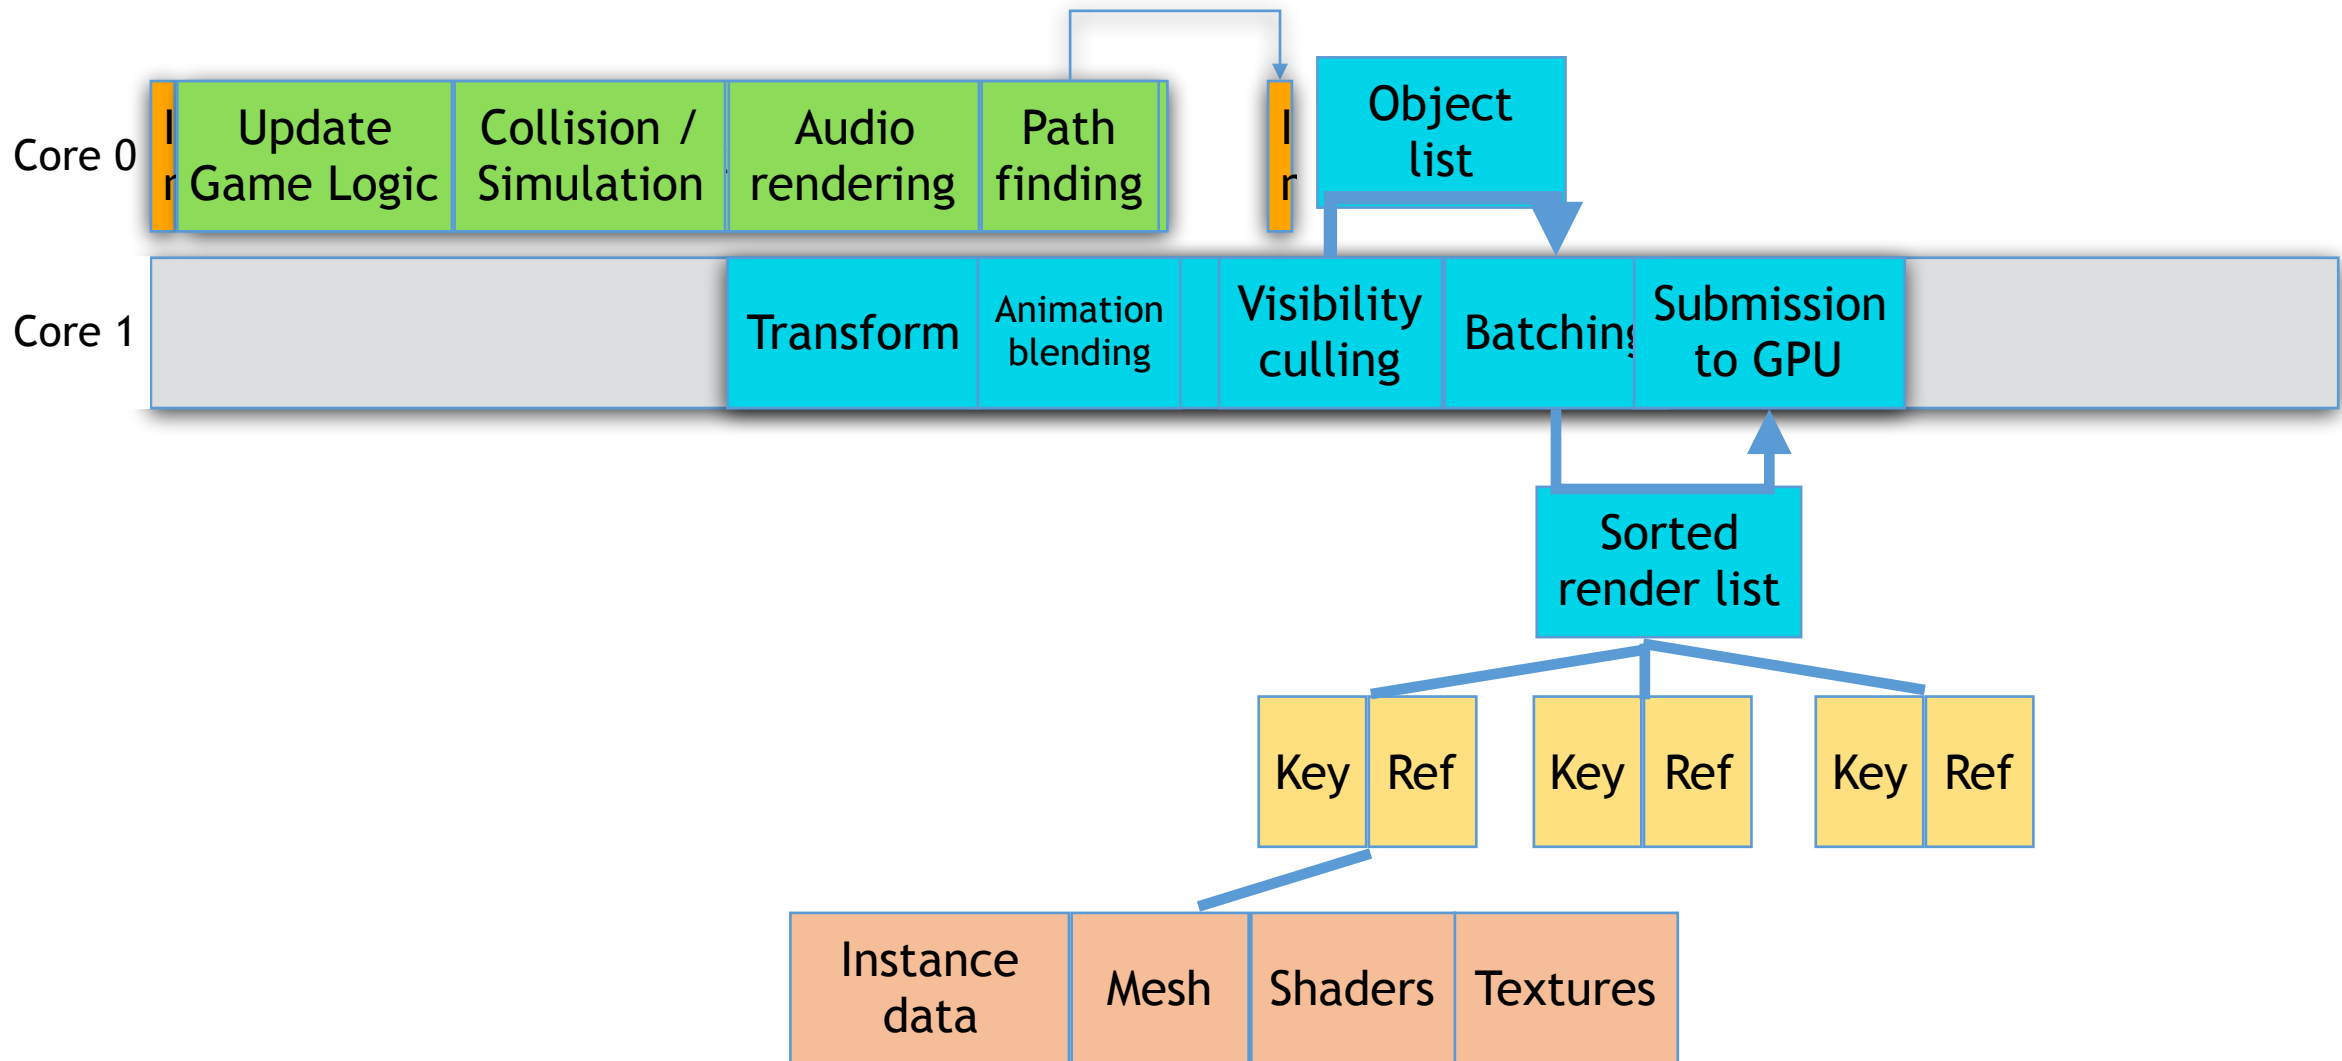 Core 0
Update
Game Logic
Collision /
Simulation
Audio
rendering
Path
finding
Object
list
Core 1
Transform
Animation
blending
Visibility
culling
Batching
Submission
to GPU
Sorted
render list
Key
Ref
Key
Ref
Key
Ref
Instance
data
Mesh
Shaders
Textures